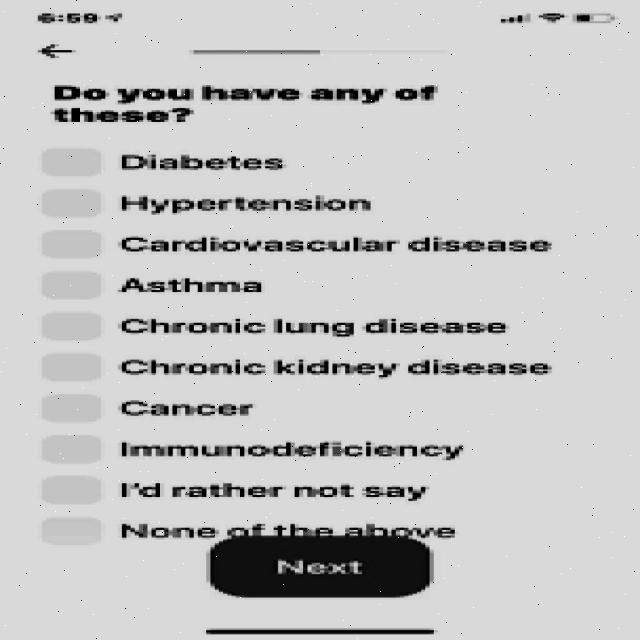 6:59
Do you have any of
these?
Diabetes
Hypertension
Cardiovascular disease
Asthma
Chronic lung disease
Chronic kidney disease
Cancer
Immunodeficiency
I'd rather not say
None of the above
Next